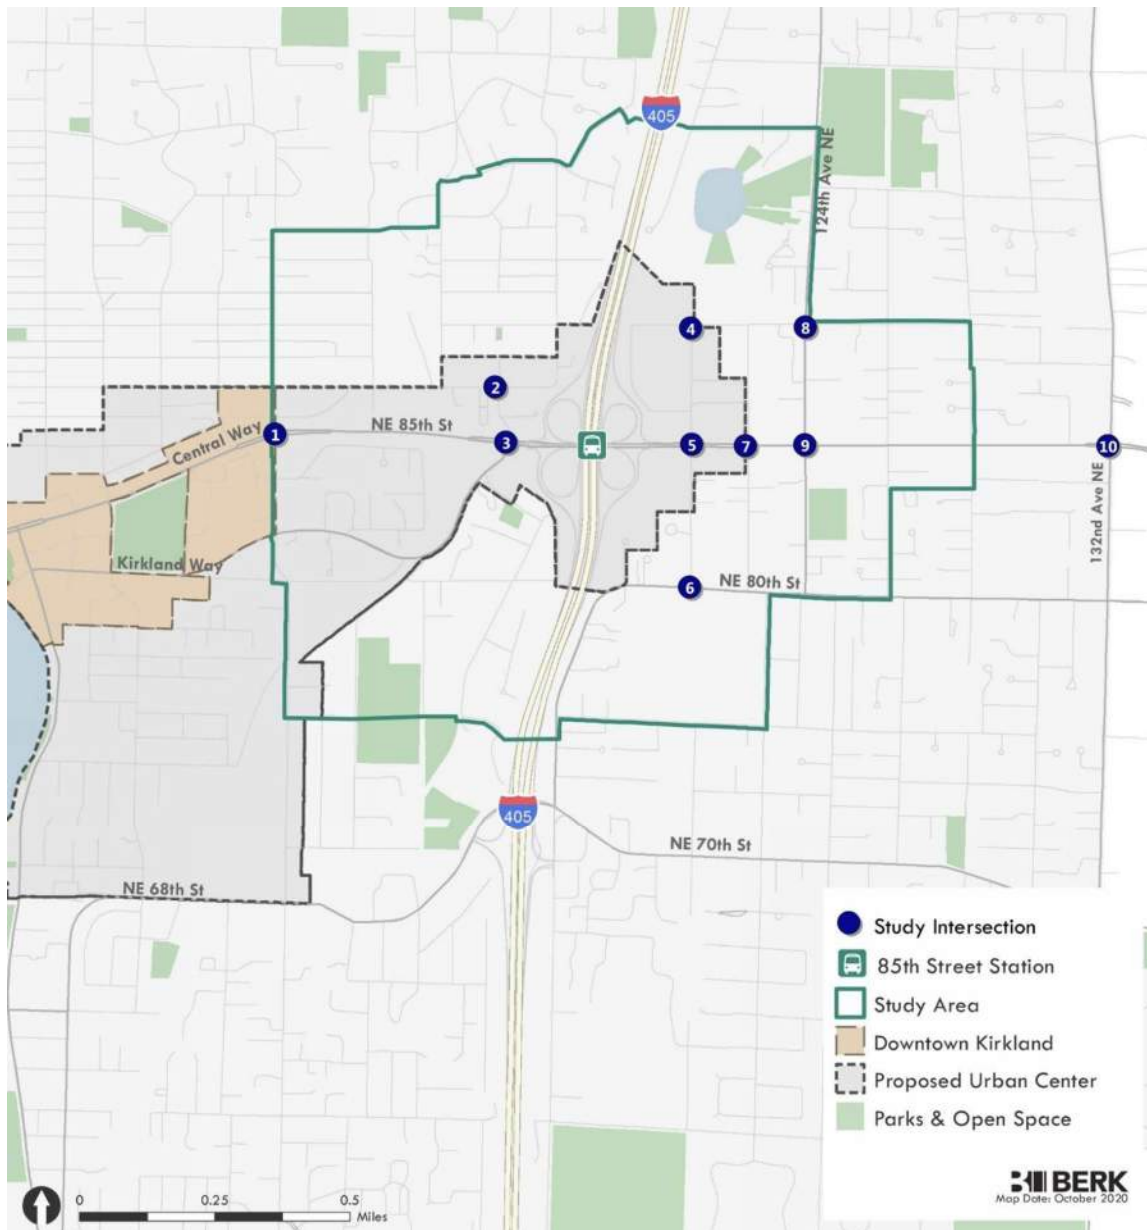 405
124th Ave NE
4
8
2
1
Central Way
NE 85th St
3
5
7
9
10
132nd Ave NE
Kirkland Way
6
NE 80th St
405
NE 70th St
NE 68th St
Study Intersection
85th Street Station
Study Area
Downtown Kirkland
Proposed Urban Center
Parks & Open Space
BERK
Map Date: October 2020
0 0.25 0.5
Miles